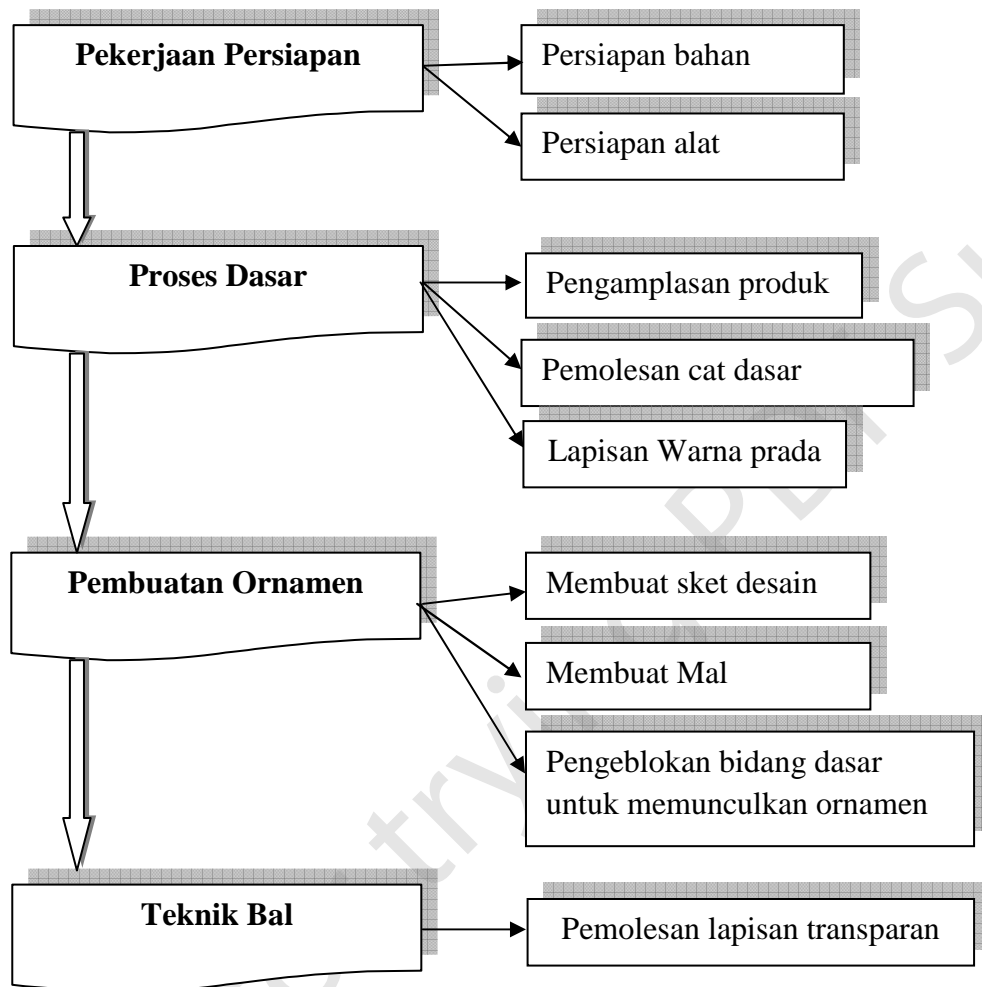 Pekerjaan Persiapan
Persiapan bahan
Persiapan alat
Proses Dasar
Pengamplasan produk
Pemolesan cat dasar
Lapisan Warna prada
Pembuatan Ornamen
Membuat sket desain
Membuat Mal
Pengeblokan bidang dasar
untuk memunculkan ornamen
Teknik Bal
Pemolesan lapisan transparan